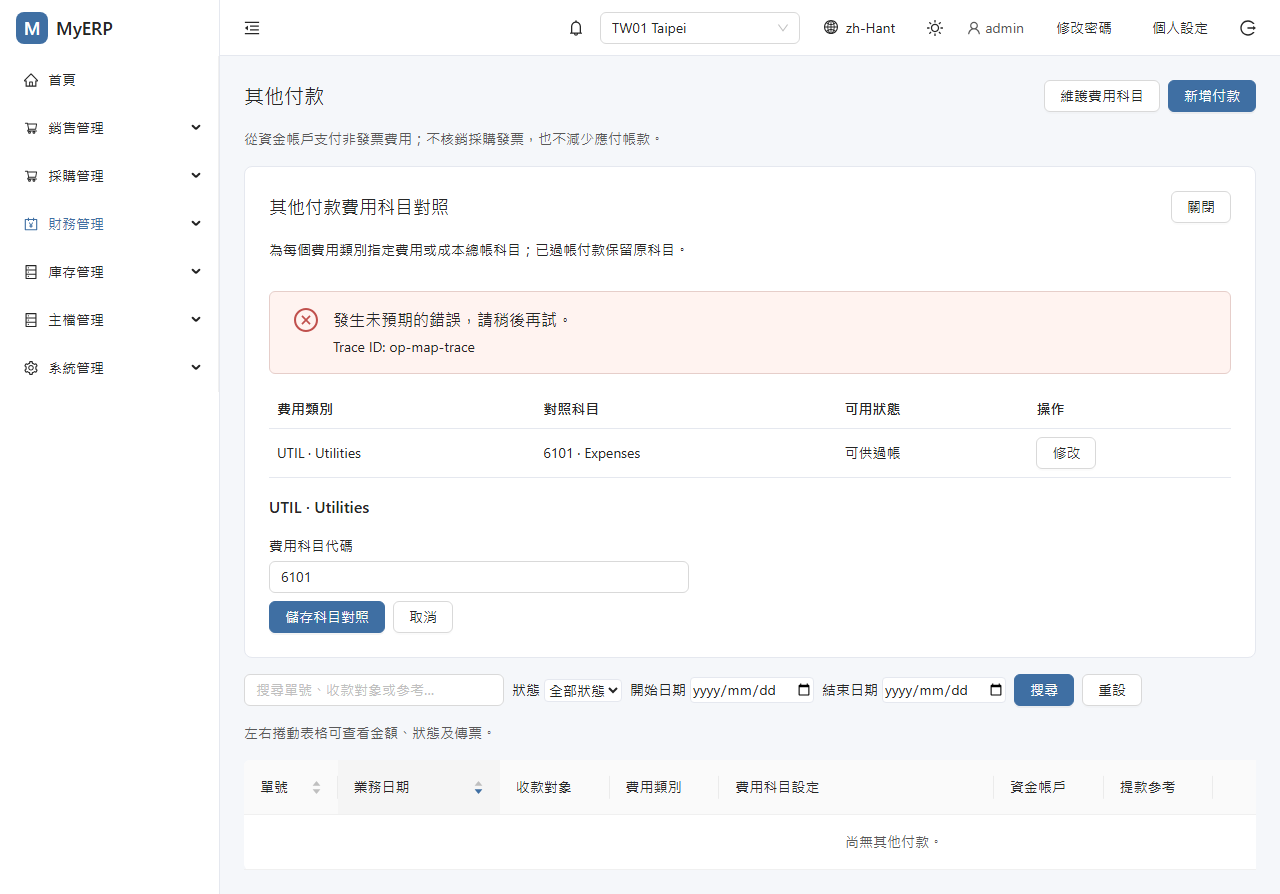 M MyERP
TW01 Taipei
zh-Hant
admin
修改密碼
個人設定
首頁
銷售管理
採購管理
財務管理
庫存管理
主檔管理
系統管理
其他付款
維護費用科目
新增付款
從資金帳戶支付非發票費用；不核銷採購發票，也不減少應付帳款。
其他付款費用科目對照
關閉
為每個費用類別指定費用或成本總帳科目；已過帳付款保留原科目。
發生未預期的錯誤，請稍後再試。
Trace ID: op-map-trace
費用類別 對照科目 可用狀態 操作
UTIL · Utilities 6101 · Expenses 可供過帳 修改
UTIL · Utilities
費用科目代碼
6101
儲存科目對照 取消
搜尋單號、收款對象或參考... 狀態 全部狀態 開始日期 yyyy/mm/dd 結束日期 yyyy/mm/dd 搜尋 重設
左右捲動表格可查看金額、狀態及傳票。
單號 業務日期 收款對象 費用類別 費用科目設定 資金帳戶 提款參考
尚無其他付款。